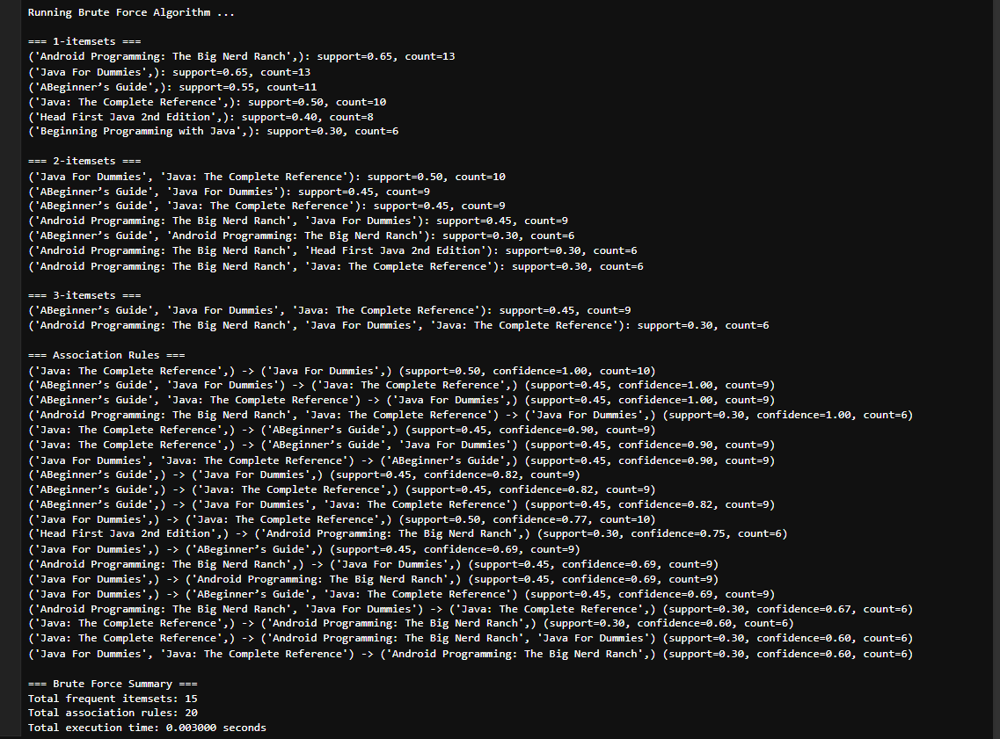 Running Brute Force Algorithm ...
=== 1-itemsets ===
('Android Programming: The Big Nerd Ranch',): support=0.65, count=13
('Java For Dummies',): support=0.65, count=13
('ABeginner’s Guide',): support=0.55, count=11
('Java: The Complete Reference',): support=0.50, count=10
('Head First Java 2nd Edition',): support=0.40, count=8
('Beginning Programming with Java',): support=0.30, count=6
=== 2-itemsets ===
('Java For Dummies', 'Java: The Complete Reference'): support=0.50, count=10
('ABeginner’s Guide', 'Java For Dummies'): support=0.45, count=9
('ABeginner’s Guide', 'Java: The Complete Reference'): support=0.45, count=9
('Android Programming: The Big Nerd Ranch', 'Java For Dummies'): support=0.45, count=9
('ABeginner’s Guide', 'Android Programming: The Big Nerd Ranch'): support=0.30, count=6
('Android Programming: The Big Nerd Ranch', 'Head First Java 2nd Edition'): support=0.30, count=6
('Android Programming: The Big Nerd Ranch', 'Java: The Complete Reference'): support=0.30, count=6
=== 3-itemsets ===
('ABeginner’s Guide', 'Java For Dummies', 'Java: The Complete Reference'): support=0.45, count=9
('Android Programming: The Big Nerd Ranch', 'Java For Dummies', 'Java: The Complete Reference'): support=0.30, count=6
=== Association Rules ===
('Java: The Complete Reference',) -> ('Java For Dummies',) (support=0.50, confidence=1.00, count=10)
('ABeginner’s Guide', 'Java For Dummies') -> ('Java: The Complete Reference',) (support=0.45, confidence=1.00, count=9)
('ABeginner’s Guide', 'Java: The Complete Reference') -> ('Java For Dummies',) (support=0.45, confidence=1.00, count=9)
('Android Programming: The Big Nerd Ranch', 'Java: The Complete Reference') -> ('Java For Dummies',) (support=0.30, confidence=1.00, count=6)
('Java: The Complete Reference',) -> ('ABeginner’s Guide',) (support=0.45, confidence=0.90, count=9)
('Java: The Complete Reference',) -> ('ABeginner’s Guide', 'Java For Dummies') (support=0.45, confidence=0.90, count=9)
('Java For Dummies', 'Java: The Complete Reference') -> ('ABeginner’s Guide',) (support=0.45, confidence=0.90, count=9)
('ABeginner’s Guide',) -> ('Java For Dummies',) (support=0.45, confidence=0.82, count=9)
('ABeginner’s Guide',) -> ('Java: The Complete Reference',) (support=0.45, confidence=0.82, count=9)
('ABeginner’s Guide',) -> ('Java For Dummies', 'Java: The Complete Reference') (support=0.45, confidence=0.82, count=9)
('Java For Dummies',) -> ('Java: The Complete Reference',) (support=0.50, confidence=0.77, count=10)
('Head First Java 2nd Edition',) -> ('Android Programming: The Big Nerd Ranch',) (support=0.30, confidence=0.75, count=6)
('Java For Dummies',) -> ('ABeginner’s Guide',) (support=0.45, confidence=0.69, count=9)
('Android Programming: The Big Nerd Ranch',) -> ('Java For Dummies',) (support=0.45, confidence=0.69, count=9)
('Java For Dummies',) -> ('Android Programming: The Big Nerd Ranch',) (support=0.45, confidence=0.69, count=9)
('Java For Dummies',) -> ('ABeginner’s Guide', 'Java: The Complete Reference') (support=0.45, confidence=0.69, count=9)
('Android Programming: The Big Nerd Ranch', 'Java For Dummies') -> ('Java: The Complete Reference',) (support=0.30, confidence=0.67, count=6)
('Java: The Complete Reference',) -> ('Android Programming: The Big Nerd Ranch',) (support=0.30, confidence=0.60, count=6)
('Java: The Complete Reference',) -> ('Android Programming: The Big Nerd Ranch', 'Java For Dummies') (support=0.30, confidence=0.60, count=6)
('Java For Dummies', 'Java: The Complete Reference') -> ('Android Programming: The Big Nerd Ranch',) (support=0.30, confidence=0.60, count=6)
=== Brute Force Summary ===
Total frequent itemsets: 15
Total association rules: 20
Total execution time: 0.003000 seconds